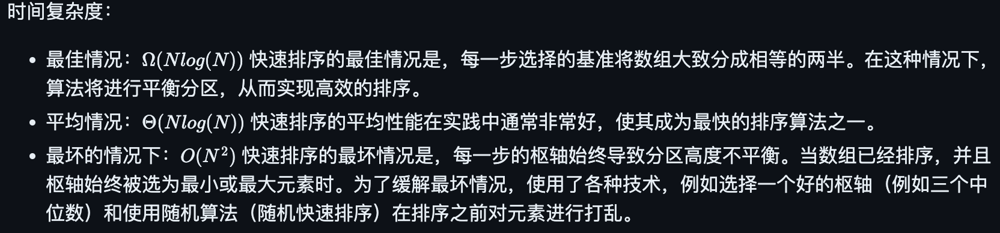 时间复杂度：
• 最佳情况：Ω(Nlog(N)) 快速排序的最佳情况是，每一步选择的基准将数组大致分成相等的两半。在这种情况下，
算法将进行平衡分区，从而实现高效的排序。
• 平均情况：Θ(Nlog(N)) 快速排序的平均性能在实践中通常非常好，使其成为最快的排序算法之一。
• 最坏的情况下：O(N²) 快速排序的最坏情况是，每一步的枢轴始终导致分区高度不平衡。当数组已经排序，并且
枢轴始终被选为最小或最大元素时。为了缓解最坏情况，使用了各种技术，例如选择一个好的枢轴（例如三个中
位数）和使用随机算法（随机快速排序）在排序之前对元素进行打乱。